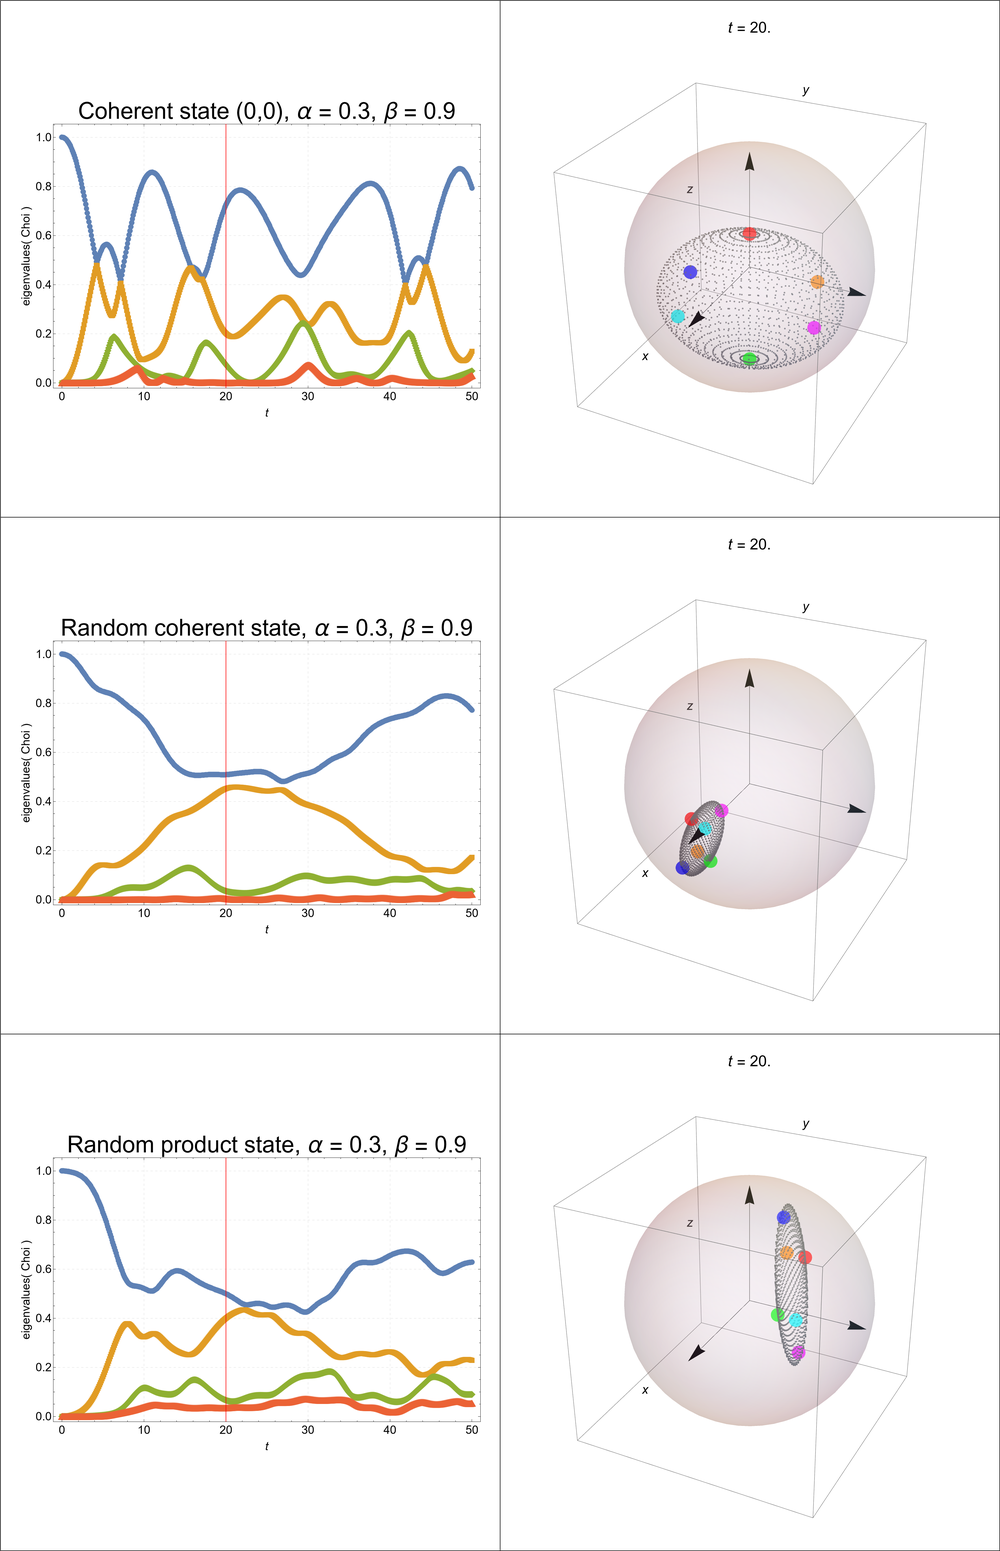 t = 20.
Coherent state (0,0), α = 0.3, β = 0.9
eigenvalues( Choi )
1.0
0.8
0.6
0.4
0.2
0.0
0 10 20 30 40 50
t
y
z
x
t = 20.
Random coherent state, α = 0.3, β = 0.9
eigenvalues( Choi )
1.0
0.8
0.6
0.4
0.2
0.0
0 10 20 30 40 50
t
y
z
x
t = 20.
Random product state, α = 0.3, β = 0.9
eigenvalues( Choi )
1.0
0.8
0.6
0.4
0.2
0.0
0 10 20 30 40 50
t
y
z
x